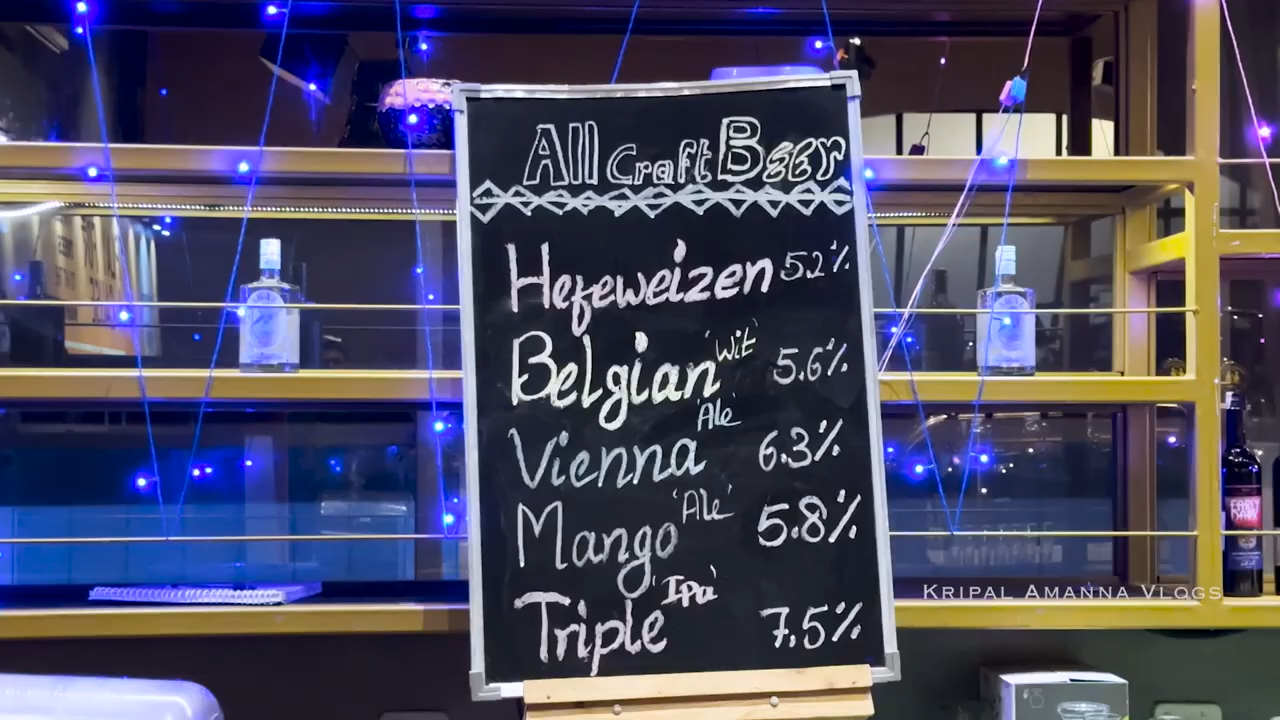 All Craft Beer
Hefeweizen 5.2%
Belgian 'Wit' 5.6%
Vienna 'Ale' 6.3%
Mango 'Ale' 5.8%
Triple 'Ipa' 7.5%
KRIPAL AMANNA VLOGS